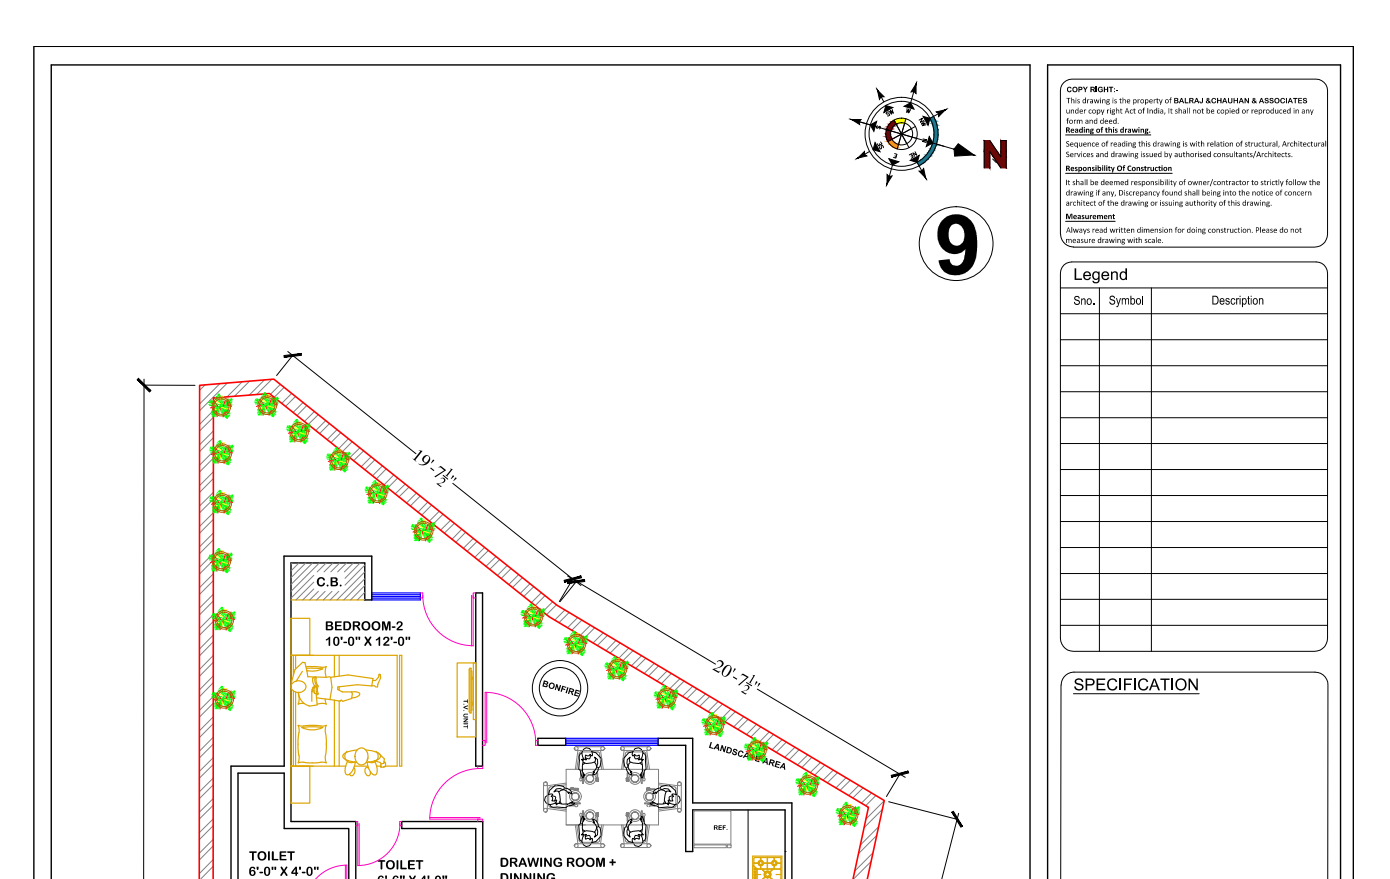 N
9
COPY RIGHT:-
This drawing is the property of BALRAJ &CHAUHAN & ASSOCIATES
under copy right Act of India, It shall not be copied or reproduced in any
form and deed.
Reading of this drawing.
Sequence of reading this drawing is with relation of structural, Architectural
Services and drawing issued by authorised consultants/Architects.
Responsibility Of Construction
It shall be deemed responsibility of owner/contractor to strictly follow the
drawing if any, Discrepancy found shall being into the notice of concern
architect of the drawing or issuing authority of this drawing.
Measurement
Always read written dimension for doing construction. Please do not
measure drawing with scale.
Legend
Sno. Symbol Description
SPECIFICATION
19'-7½"
20'-7½"
C.B.
BEDROOM-2
10'-0" X 12'-0"
T.V. UNIT
BONFIRE
LANDSCAPE AREA
REF.
TOILET
6'-0" X 4'-0"
TOILET
6'-6" X 4'-0"
DRAWING ROOM +
DINNING